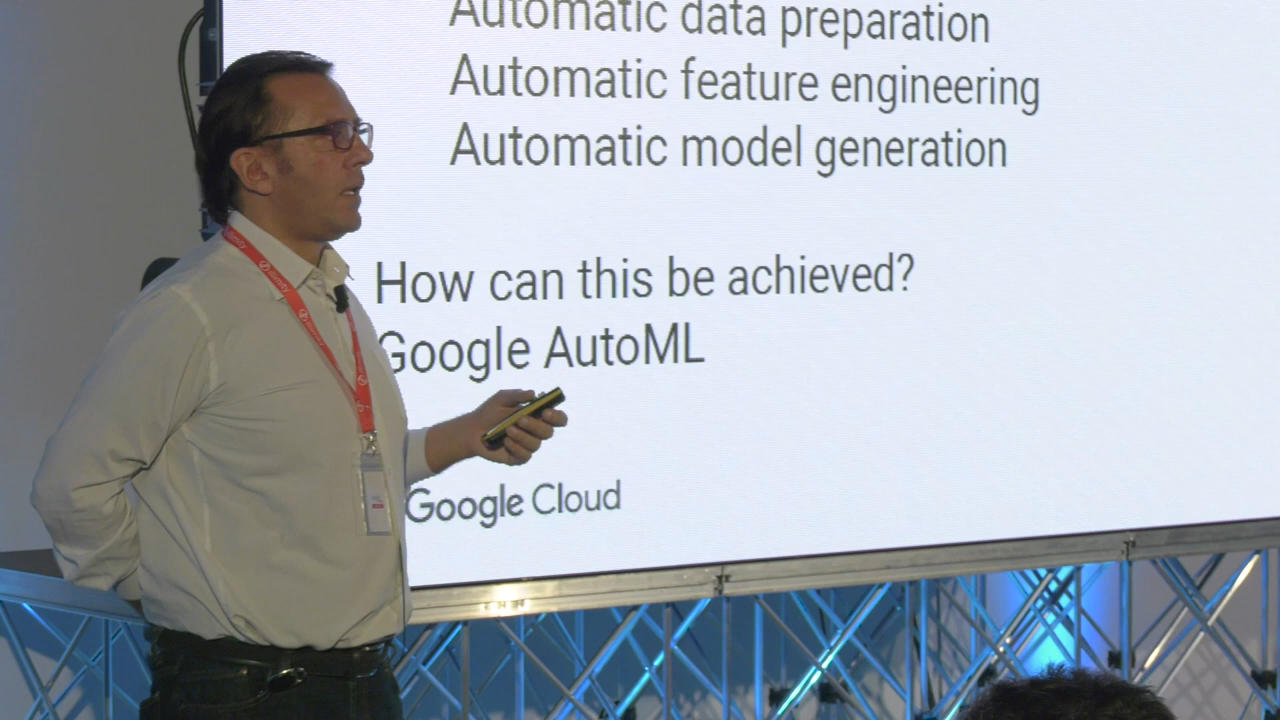 Automatic data preparation
Automatic feature engineering
Automatic model generation
How can this be achieved?
Google AutoML
Google Cloud